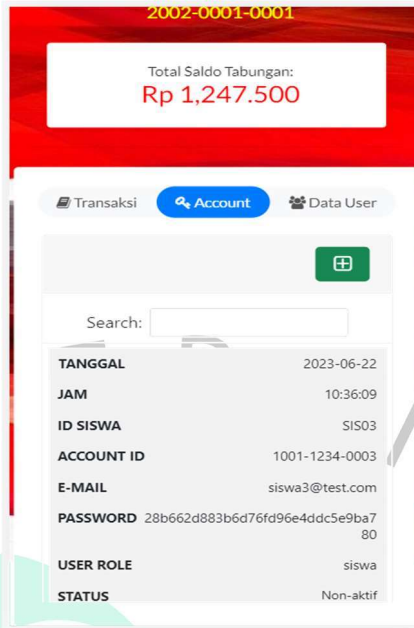 2002-0001-0001
Total Saldo Tabungan:
Rp 1,247.500
Transaksi Account Data User
Search:
TANGGAL 2023-06-22
JAM 10:36:09
ID SISWA SIS03
ACCOUNT ID 1001-1234-0003
E-MAIL siswa3@test.com
PASSWORD 28b662d883b6d76fd96e4ddc5e9ba7
80
USER ROLE siswa
STATUS Non-aktif